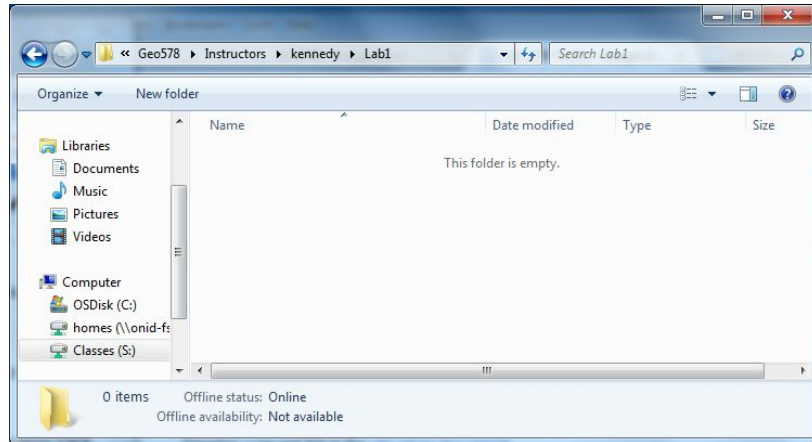 « Geo578 ▸ Instructors ▸ kennedy ▸ Lab1
Search Lab1
Organize ▾ New folder
Name Date modified Type Size
This folder is empty.
Libraries
Documents
Music
Pictures
Videos
Computer
OSDisk (C:)
homes (\\onid-fs
Classes (S:)
0 items Offline status: Online
Offline availability: Not available